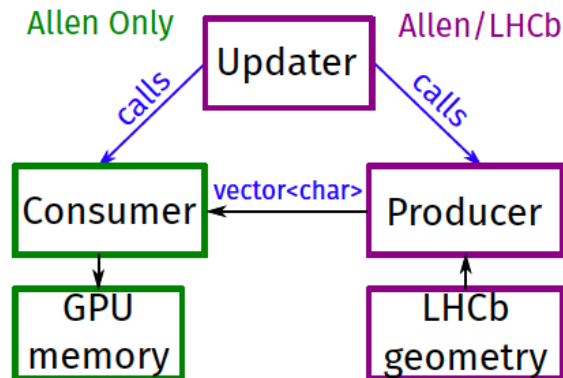 Allen Only
Allen/LHCb
Updater
calls
calls
Consumer
vector<char>
Producer
GPU
memory
LHCb
geometry